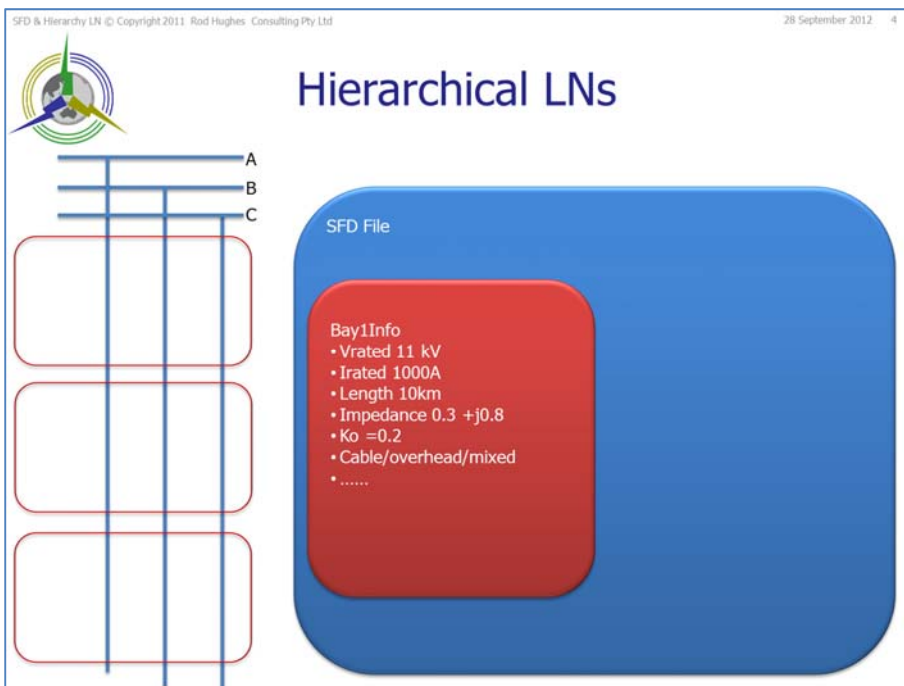 SFD & Hierarchy LN © Copyright 2011 Rod Hughes Consulting Pty Ltd
28 September 2012 4
Hierarchical LNs
A
B
C
SFD File
Bay1Info
• Vrated 11 kV
• Irated 1000A
• Length 10km
• Impedance 0.3 +j0.8
• Ko =0.2
• Cable/overhead/mixed
• ......